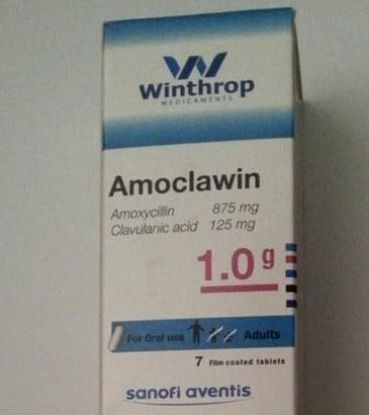 Winthrop
MEDICAMENTS
Amoclawin
Amoxycillin 875 mg
Clavulanic acid 125 mg
1.0 g
For Oral use Adults
7 Film coated tablets
sanofi aventis